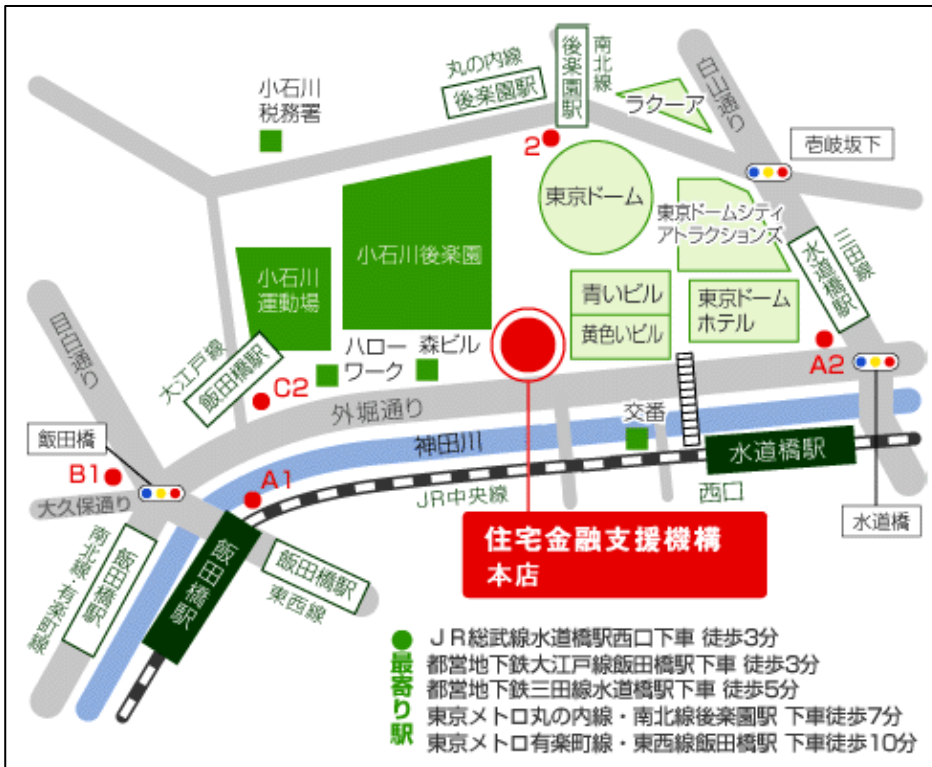 小石川
税務署
丸の内線
後楽園駅
後楽園駅
南北線
ラクーア
白山通り
壱岐坂下
2
東京ドーム
東京ドームシティ
アトラクションズ
三田線
水道橋駅
小石川後楽園
小石川
運動場
青いビル
黄色いビル
東京ドーム
ホテル
目白通り
大江戸線
飯田橋駅
C2
ハロー
ワーク
森ビル
A2
外堀通り
交番
神田川
水道橋駅
飯田橋
B1
A1
大久保通り
JR中央線
西口
水道橋
南北線・有楽町線
飯田橋駅
飯田橋駅
飯田橋駅
東西線
住宅金融支援機構
本店
最寄り駅
JR総武線水道橋駅西口下車 徒歩3分
都営地下鉄大江戸線飯田橋駅下車 徒歩3分
都営地下鉄三田線水道橋駅下車 徒歩5分
東京メトロ丸の内線・南北線後楽園駅 下車徒歩7分
東京メトロ有楽町線・東西線飯田橋駅 下車徒歩10分